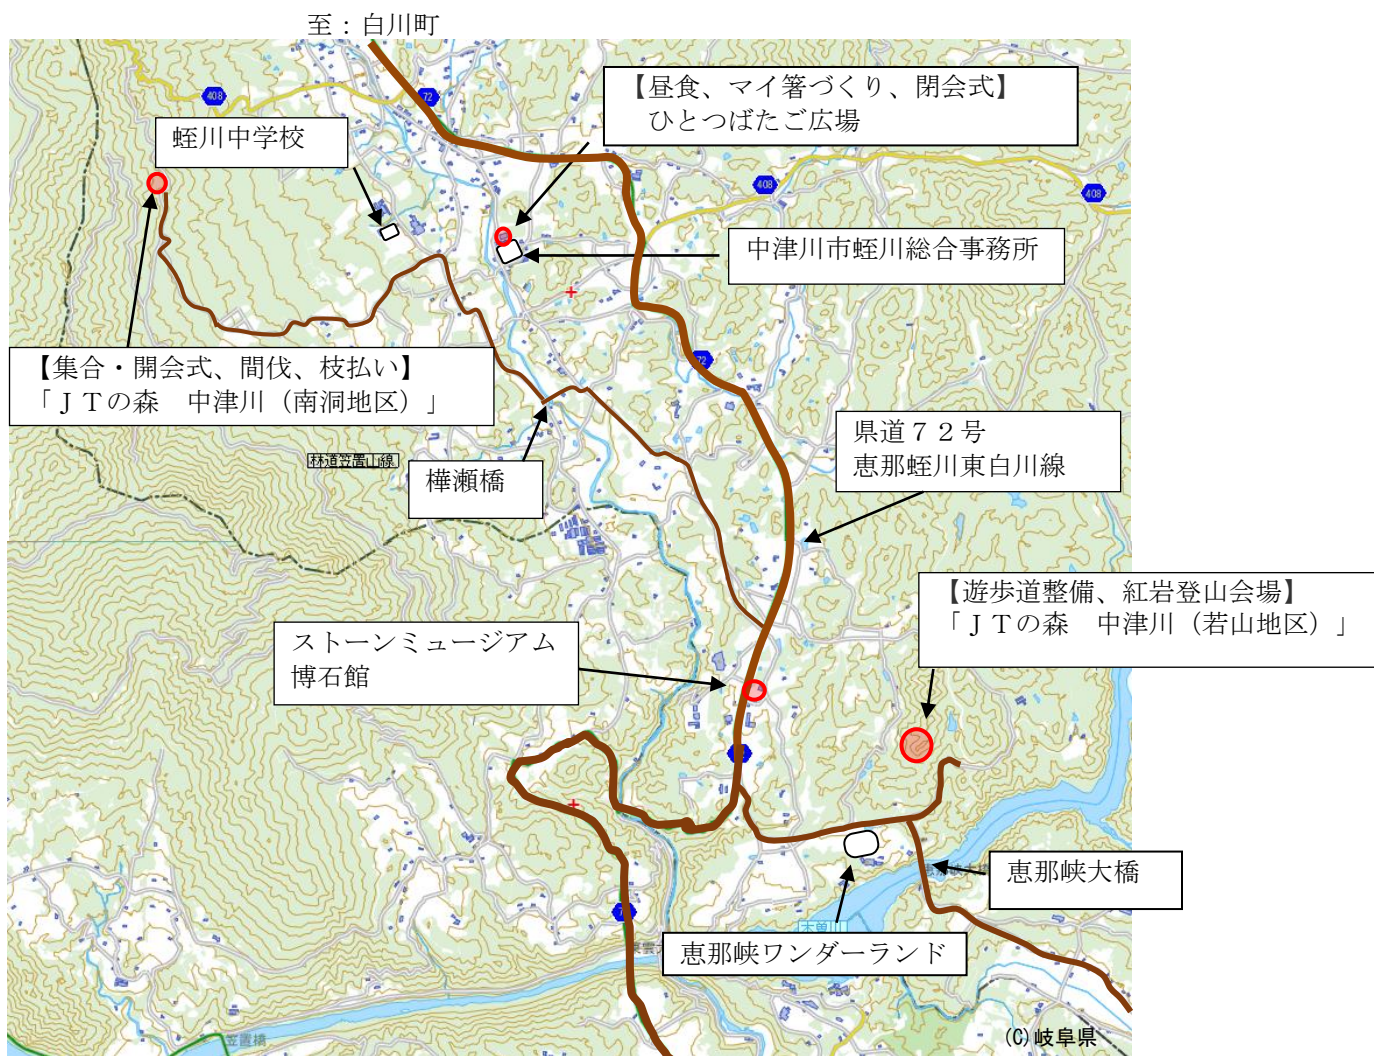 至：白川町
【昼食、マイ箸づくり、閉会式】
ひとつばたご広場
408
72
蛭川中学校
408
408
中津川市蛭川総合事務所
【集合・開会式、間伐、枝払い】
「ＪＴの森　中津川（南洞地区）」
72
県道７２号
恵那蛭川東白川線
林道笠置山線
樺瀬橋
【遊歩道整備、紅岩登山会場】
「ＪＴの森　中津川（若山地区）」
ストーンミュージアム
博石館
恵那峡大橋
恵那峡ワンダーランド
木曽川
笠置橋
(C)岐阜県